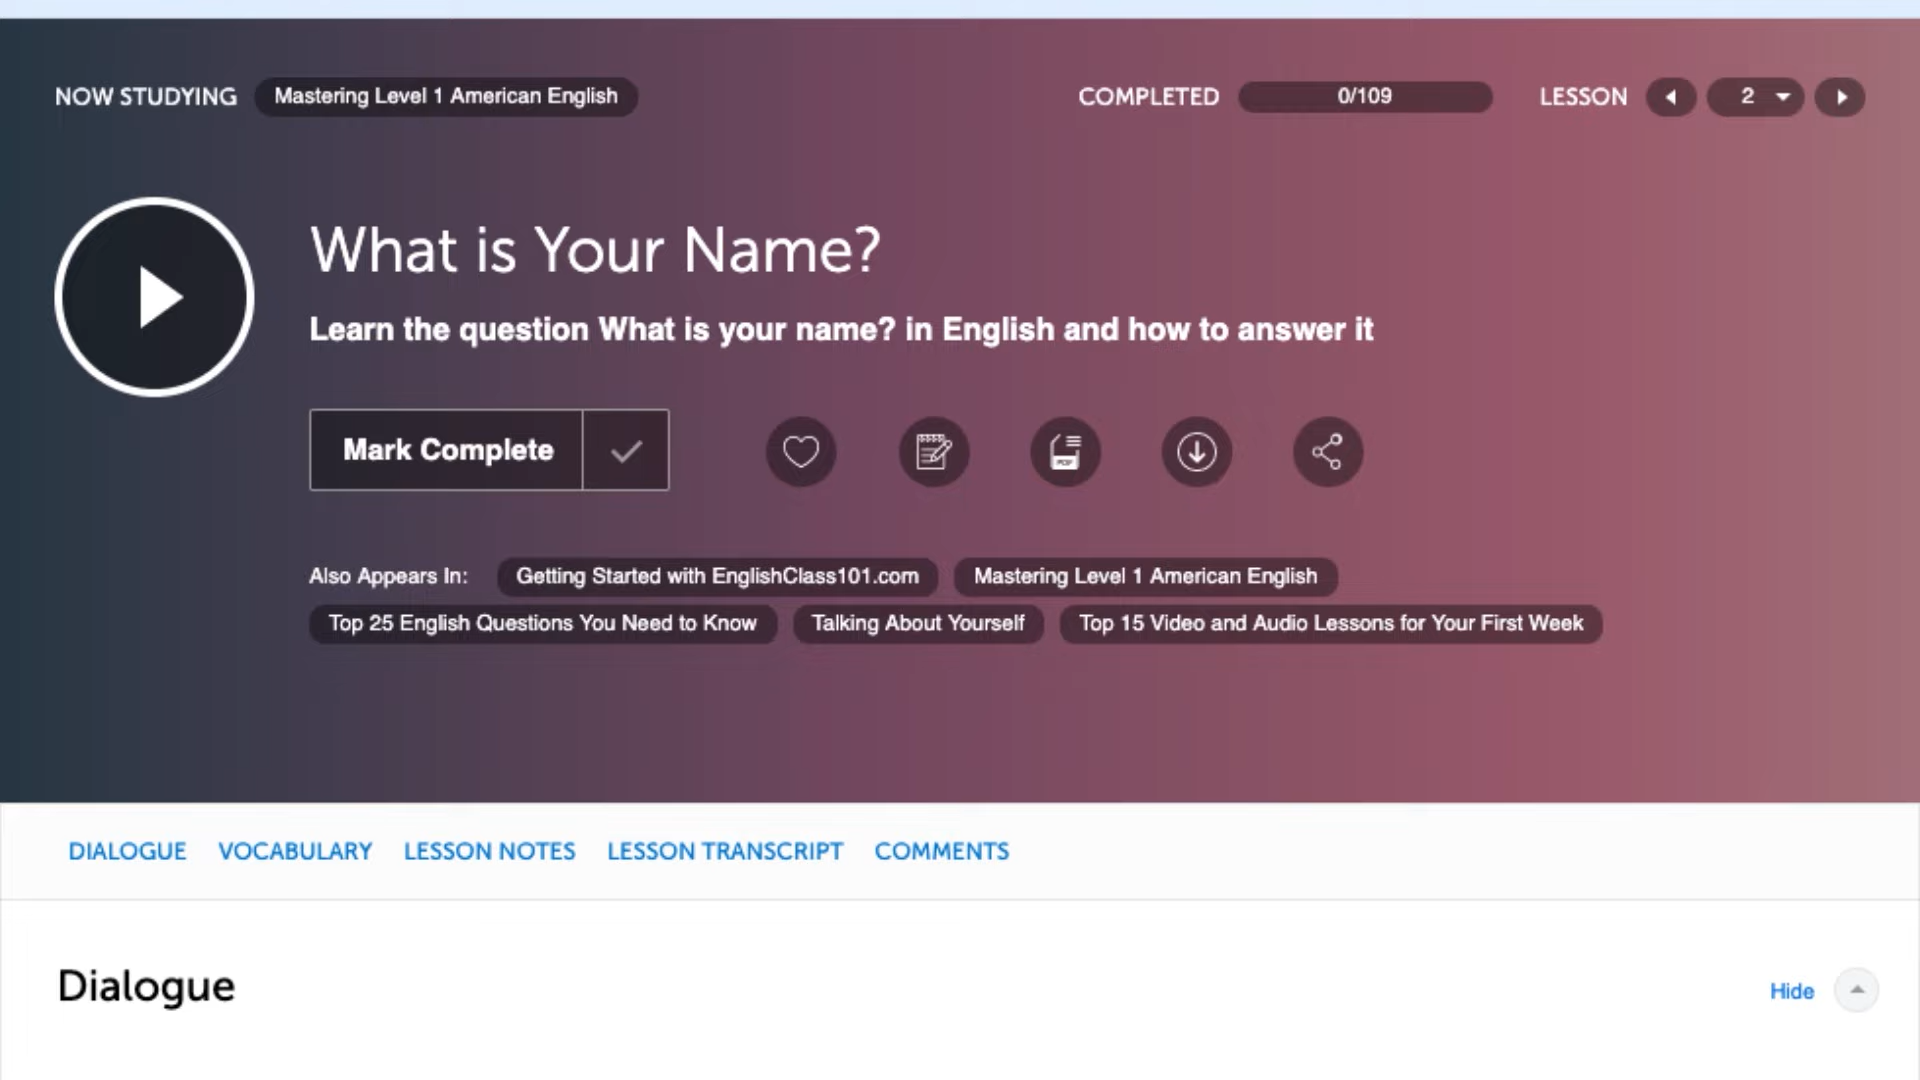 NOW STUDYING Mastering Level 1 American English COMPLETED 0/109 LESSON 2
What is Your Name?
Learn the question What is your name? in English and how to answer it
Mark Complete
PDF
Also Appears In: Getting Started with EnglishClass101.com Mastering Level 1 American English
Top 25 English Questions You Need to Know Talking About Yourself Top 15 Video and Audio Lessons for Your First Week
DIALOGUE VOCABULARY LESSON NOTES LESSON TRANSCRIPT COMMENTS
Dialogue Hide